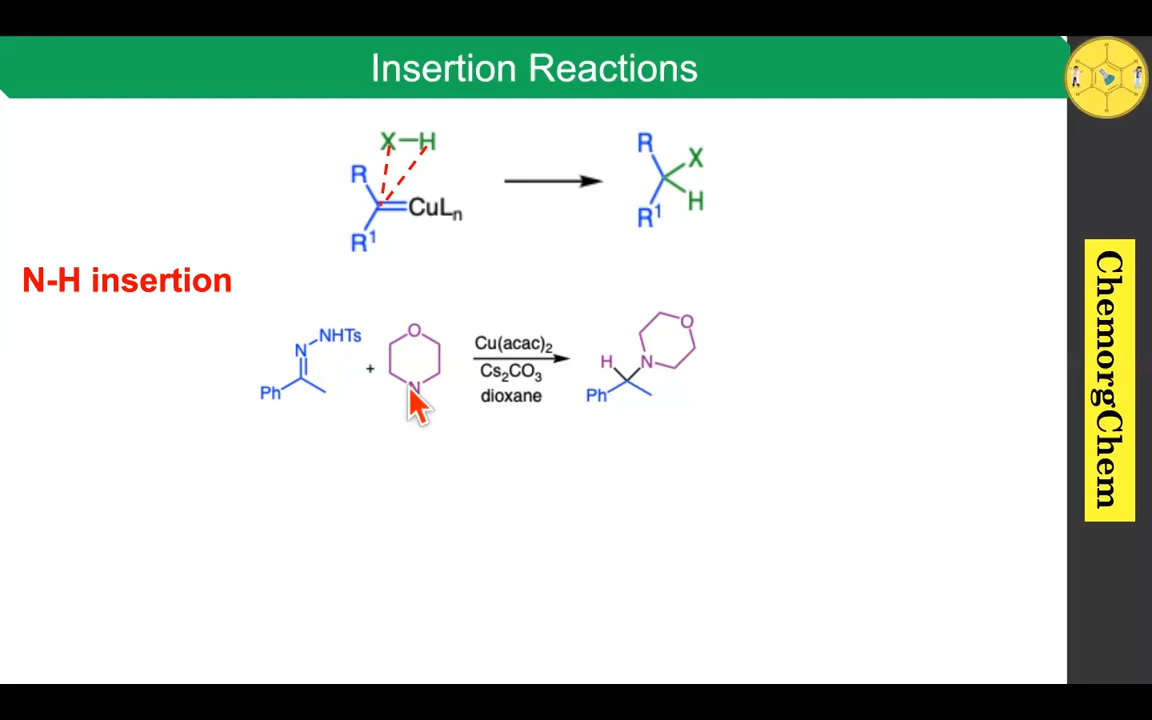 Insertion Reactions
X–H
R
CuLn
R1
R
X
H
R1
N-H insertion
NHTs
N
Ph
+
O
N
Cu(acac)2
Cs2CO3
dioxane
O
H
N
Ph
ChemorgChem